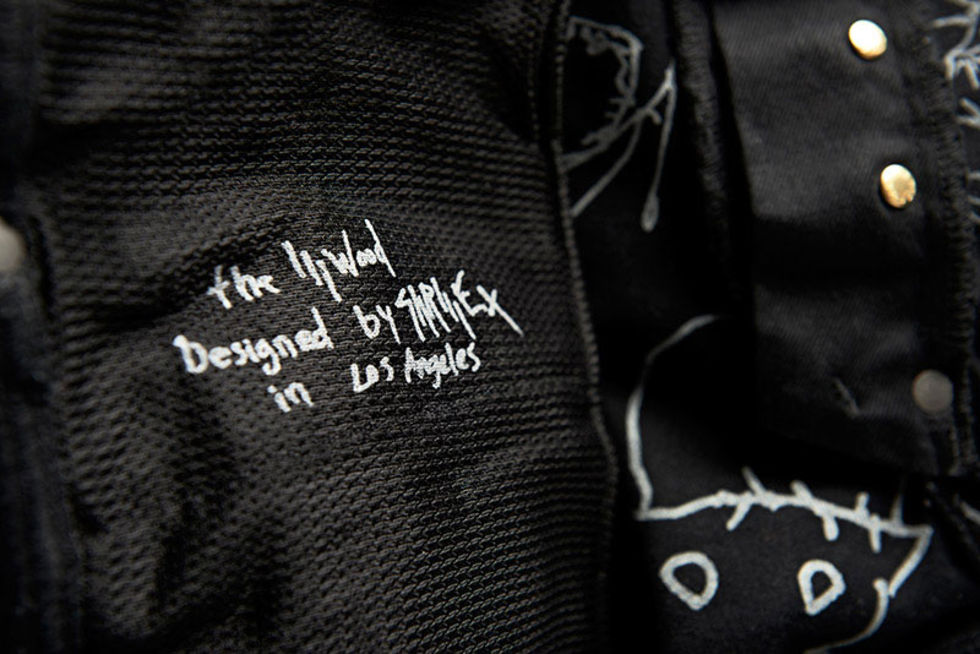 the
Designed by
in Los Angeles